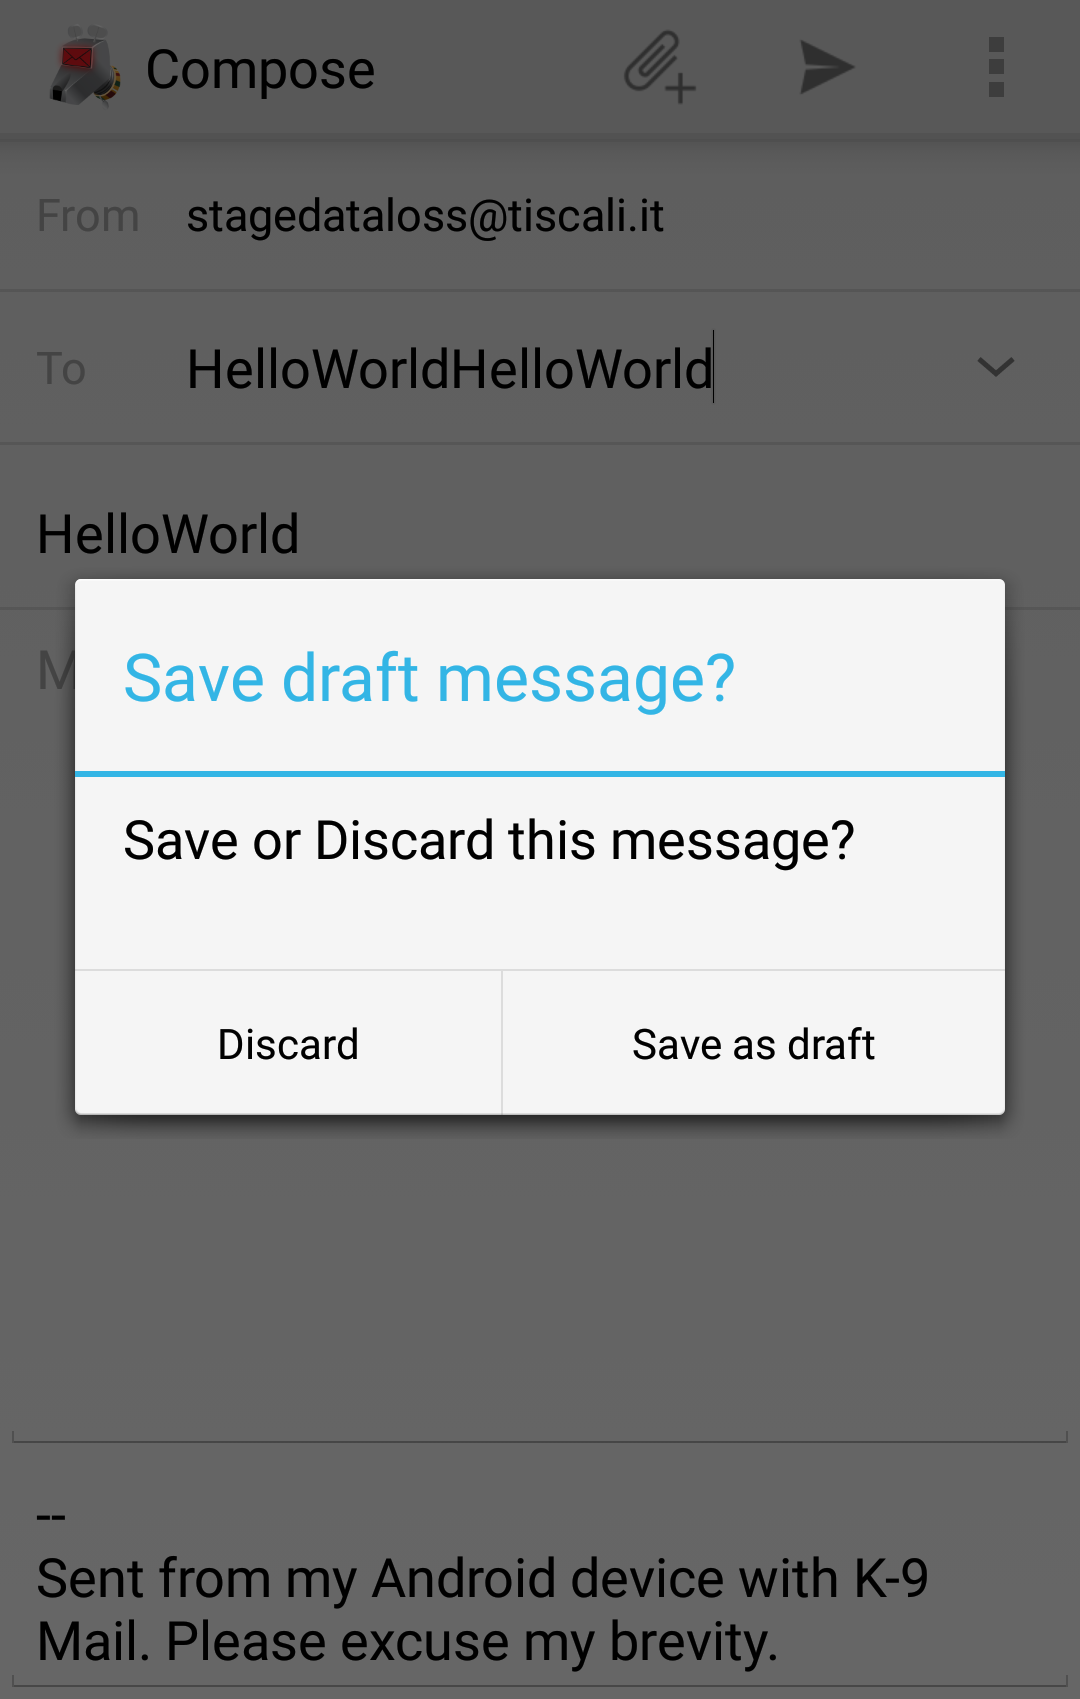 Compose
From stagedataloss@tiscali.it
To HelloWorldHelloWorld
HelloWorld
Save draft message?
Save or Discard this message?
Discard Save as draft
--
Sent from my Android device with K-9
Mail. Please excuse my brevity.